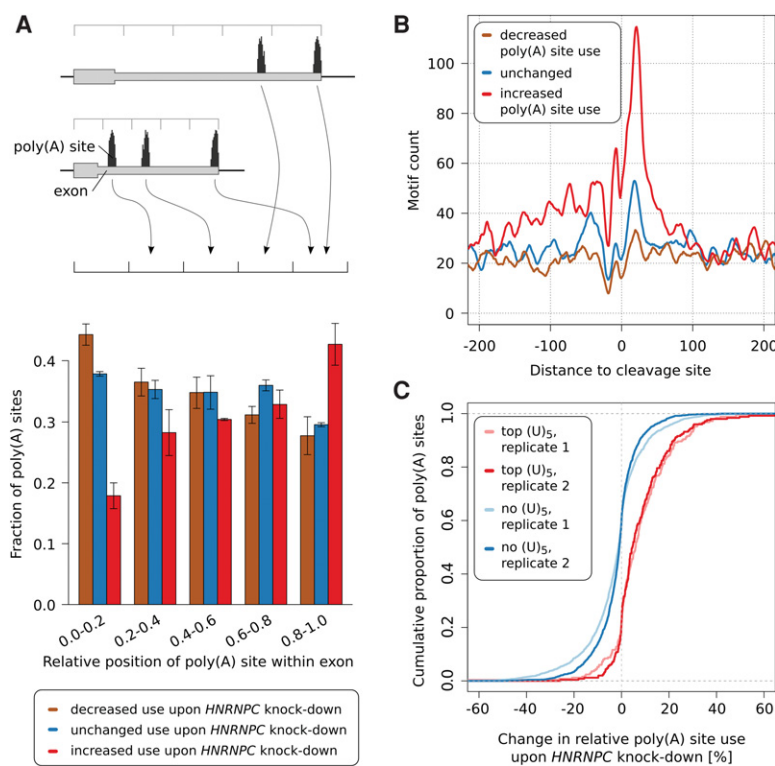 A
poly(A) site
exon
Fraction of poly(A) sites
0.4
0.3
0.3
0.1
0.0
0.0-0.2
0.2-0.4
0.4-0.6
0.6-0.8
0.8-1.0
Relative position of poly(A) site within exon
decreased use upon HNRNPC knock-down
unchanged use upon HNRNPC knock-down
increased use upon HNRNPC knock-down
B
decreased
poly(A) site use
unchanged
increased
poly(A) site use
Motif count
100
80
60
40
20
0
-200
-100
0
100
200
Distance to cleavage site
C
top (U)5,
replicate 1
top (U)5,
replicate 2
no (U)5,
replicate 1
no (U)5,
replicate 2
Cumulative proportion of poly(A) sites
1.0
0.8
0.6
0.4
0.2
0.0
-60
-40
-20
0
20
40
60
Change in relative poly(A) site use
upon HNRNPC knock-down [%]